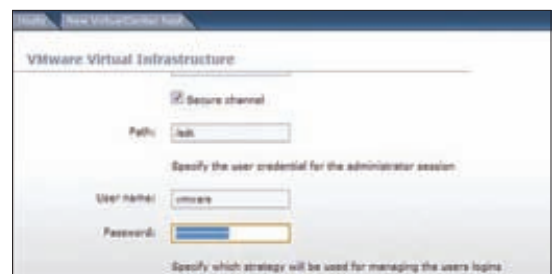 New VirtualCenter host
VMware Virtual Infrastructure
Secure channel
Path: /sdk
Specify the user credential for the administrator session
User name: vmware
Password:
Specify which strategy will be used for managing the users logins